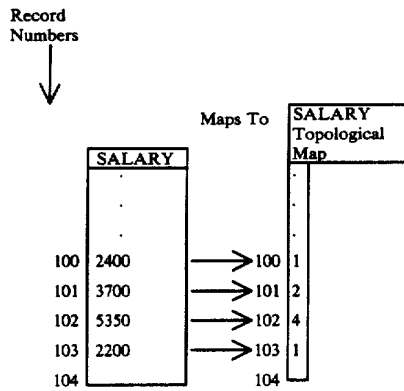 Record
Numbers
Maps To
SALARY
Topological
Map
SALARY
100 2400 100 1
101 3700 101 2
102 5350 102 4
103 2200 103 1
104 104